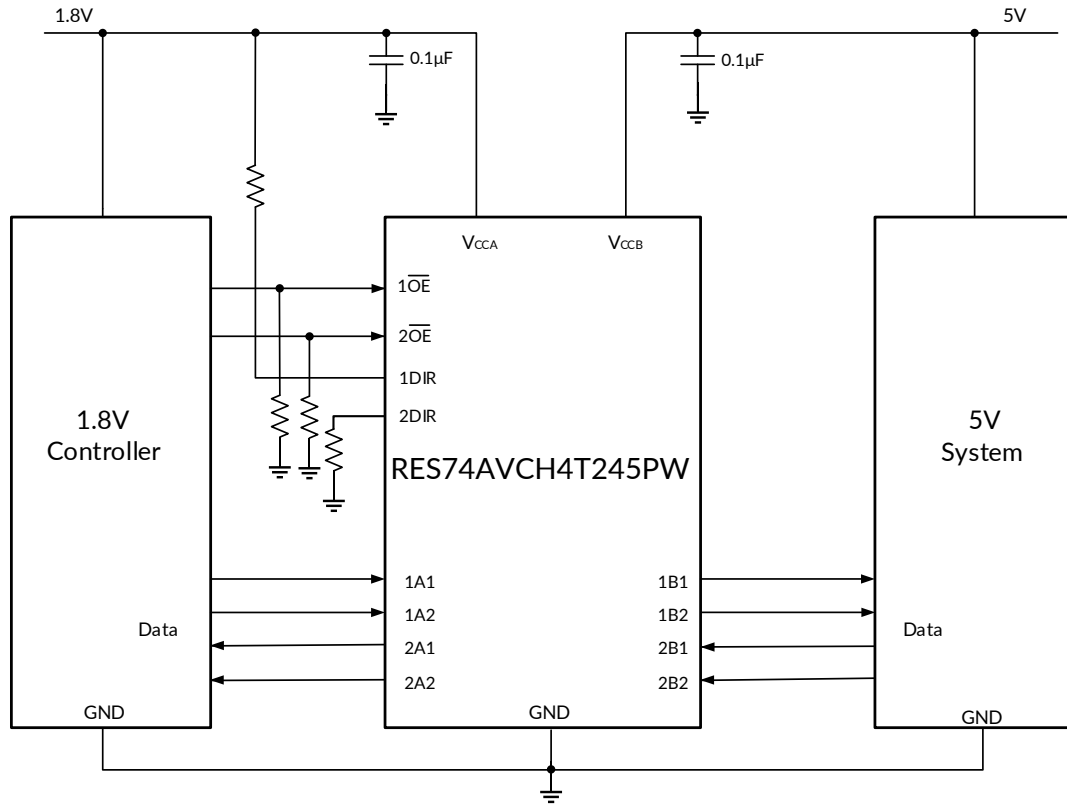 1.8V
5V
0.1µF
0.1µF
VCCA
VCCB
1OE
2OE
1DIR
2DIR
1.8V
Controller
5V
System
RES74AVCH4T245PW
1A1
1B1
1A2
1B2
Data
Data
2A1
2B1
2A2
2B2
GND
GND
GND